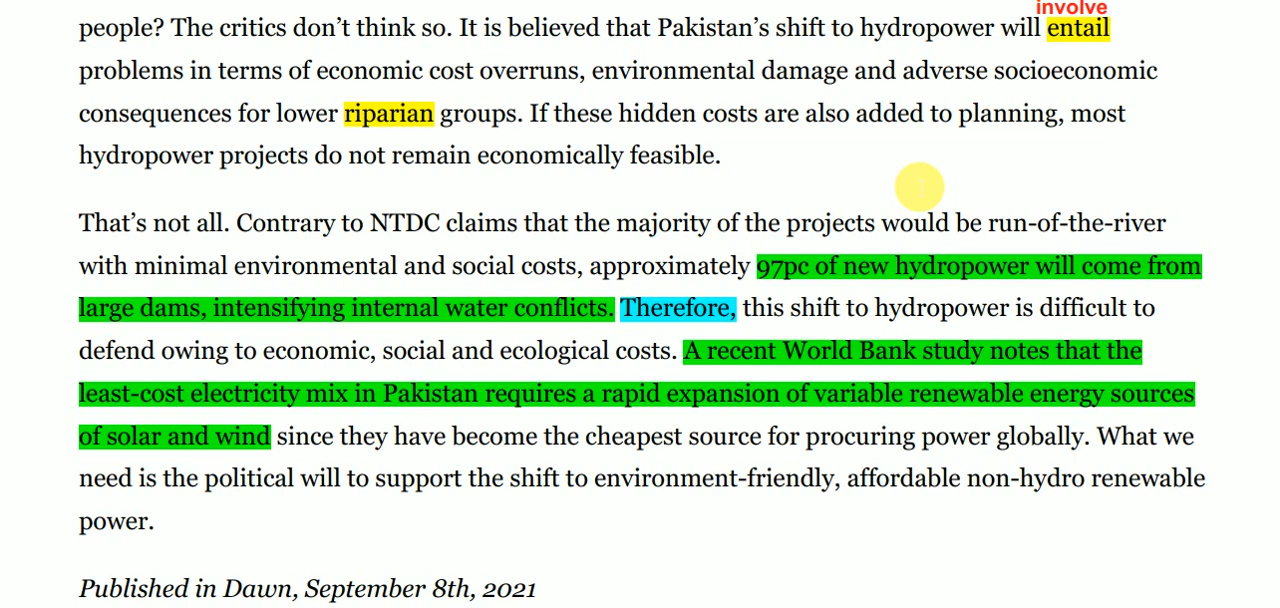 involve
people? The critics don’t think so. It is believed that Pakistan’s shift to hydropower will entail
problems in terms of economic cost overruns, environmental damage and adverse socioeconomic
consequences for lower riparian groups. If these hidden costs are also added to planning, most
hydropower projects do not remain economically feasible.
That’s not all. Contrary to NTDC claims that the majority of the projects would be run-of-the-river
with minimal environmental and social costs, approximately 97pc of new hydropower will come from
large dams, intensifying internal water conflicts. Therefore, this shift to hydropower is difficult to
defend owing to economic, social and ecological costs. A recent World Bank study notes that the
least-cost electricity mix in Pakistan requires a rapid expansion of variable renewable energy sources
of solar and wind since they have become the cheapest source for procuring power globally. What we
need is the political will to support the shift to environment-friendly, affordable non-hydro renewable
power.
Published in Dawn, September 8th, 2021